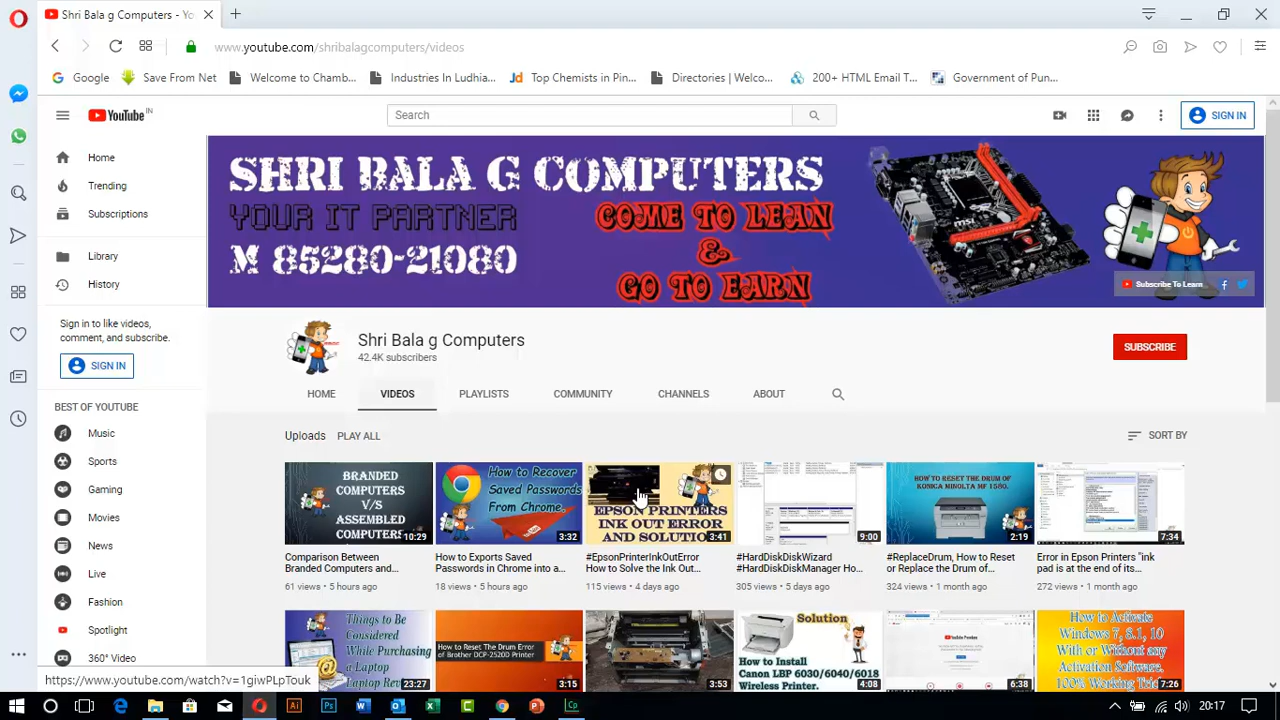 Shri Bala g Computers - Yo
www.youtube.com/shribalagcomputers/videos
Google
Save From Net
Welcome to Chamb...
Industries In Ludhia...
Top Chemists in Pin...
Directories | Welco...
200+ HTML Email T...
Government of Pun...
YouTube IN
Search
SIGN IN
Home
Trending
Subscriptions
Library
History
Sign in to like videos,
comment, and subscribe.
SIGN IN
BEST OF YOUTUBE
Music
Sports
Gaming
Movies
News
Live
Fashion
Spotlight
360° Video
SHRI BALA G COMPUTERS
YOUR IT PARTNER
M 85280-21080
COME TO LEAN
&
GO TO EARN
Subscribe To Learn
Shri Bala g Computers
42.4K subscribers
SUBSCRIBE
HOME
VIDEOS
PLAYLISTS
COMMUNITY
CHANNELS
ABOUT
Uploads
PLAY ALL
SORT BY
BRANDED
COMPUTERS
V/S
ASSEMBLED
COMPUTERS
Comparison Between
Branded Computers and...
61 views • 5 hours ago
How to Recover
Saved Passwords
From Chrome.
3:32
How to Exports Saved
Passwords in Chrome into a...
18 views • 5 hours ago
EPSON PRINTERS
INK OUT ERROR
AND SOLUTIO
3:41
#EpsonPrinterInkOutError
How to Solve the Ink Out...
115 views • 4 days ago
9:00
#HardDiskDiskWizard
#HardDiskDiskManager Ho...
305 views • 5 days ago
HOW TO RESET THE DRUM OF
KONICA MINOLTA MF 1580.
2:19
#ReplaceDrum, How to Reset
or Replace the Drum of...
324 views • 1 month ago
7:34
Error in Epson Printers "ink
pad is at the end of its...
272 views • 1 month ago
Things to be
Considered
While Purchasing
a Laptop
23:27
How to Reset The Drum Error
of Brother DCP-2520D Printer
3:15
3:53
Solution
How to Install
Canon LBP 6030/6040/6018
Wireless Printer.
4:08
6:38
How to Activate
Windows 7, 8.1, 10
With or Without any
Activation Software.
100% Working
7:26
20:17